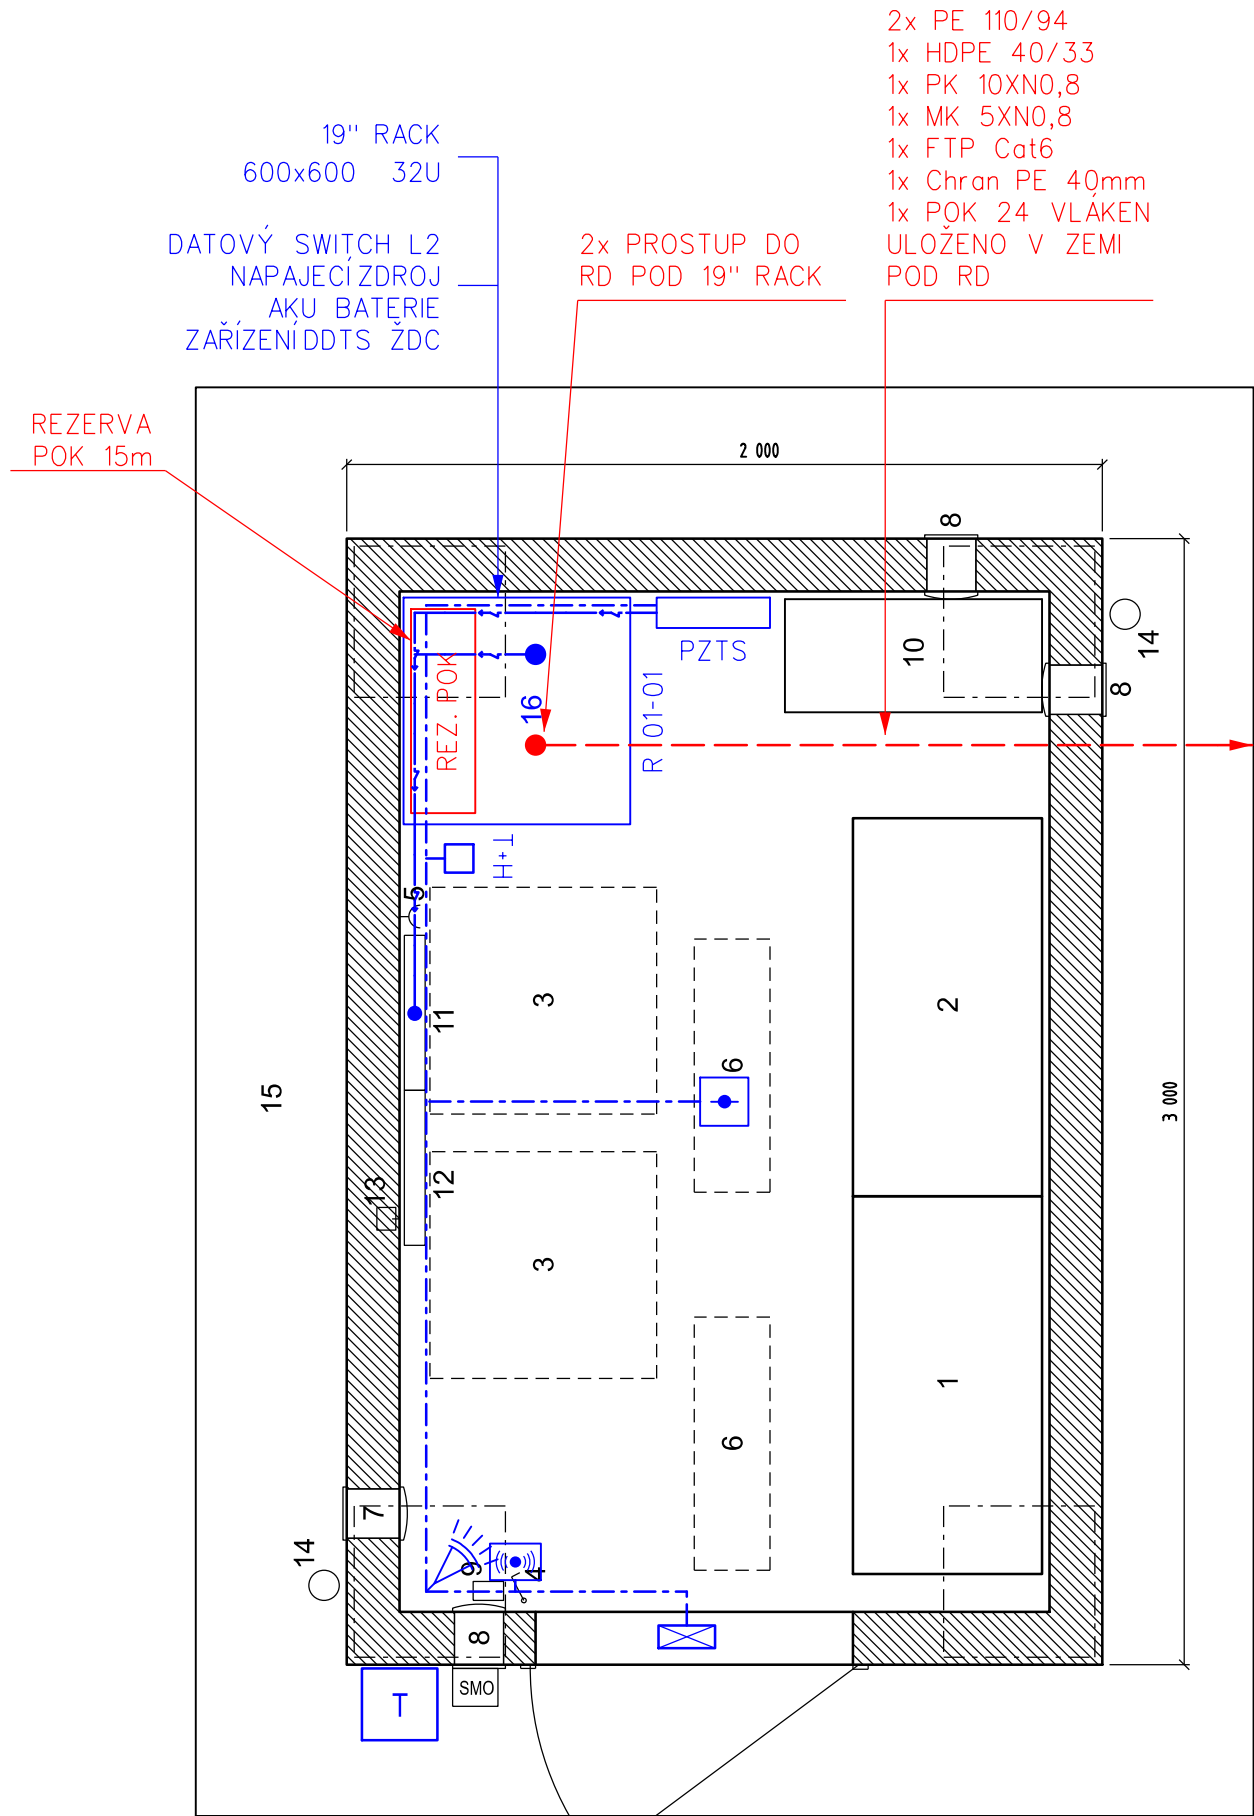 2x PE 110/94
1x HDPE 40/33
1x PK 10XN0,8
1x MK 5XN0,8
1x FTP Cat6
1x Chran PE 40mm
1x POK 24 VLÁKEN
ULOŽENO V ZEMI
POD RD
19" RACK
600x600 32U
DATOVÝ SWITCH L2
NAPAJECÍ ZDROJ
AKU BATERIE
ZAŘÍZENÍ DDTS ŽDC
2x PROSTUP DO
RD POD 19" RACK
REZERVA
POK 15m
2 000
8
14
8
10
PZTS
R 01-01
16
REZ. POK
T+H
5
3
11
6
2
15
3 000
13
12
3
1
6
7
14
9
4
8
SMO
T